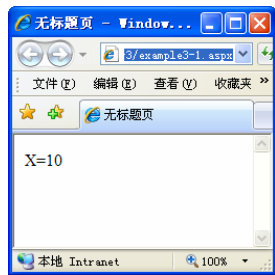 无标题页 - Window...
3/example3-1.aspx
文件(F) 编辑(E) 查看(V) 收藏夹 »
无标题页
X=10
本地 Intranet 100%